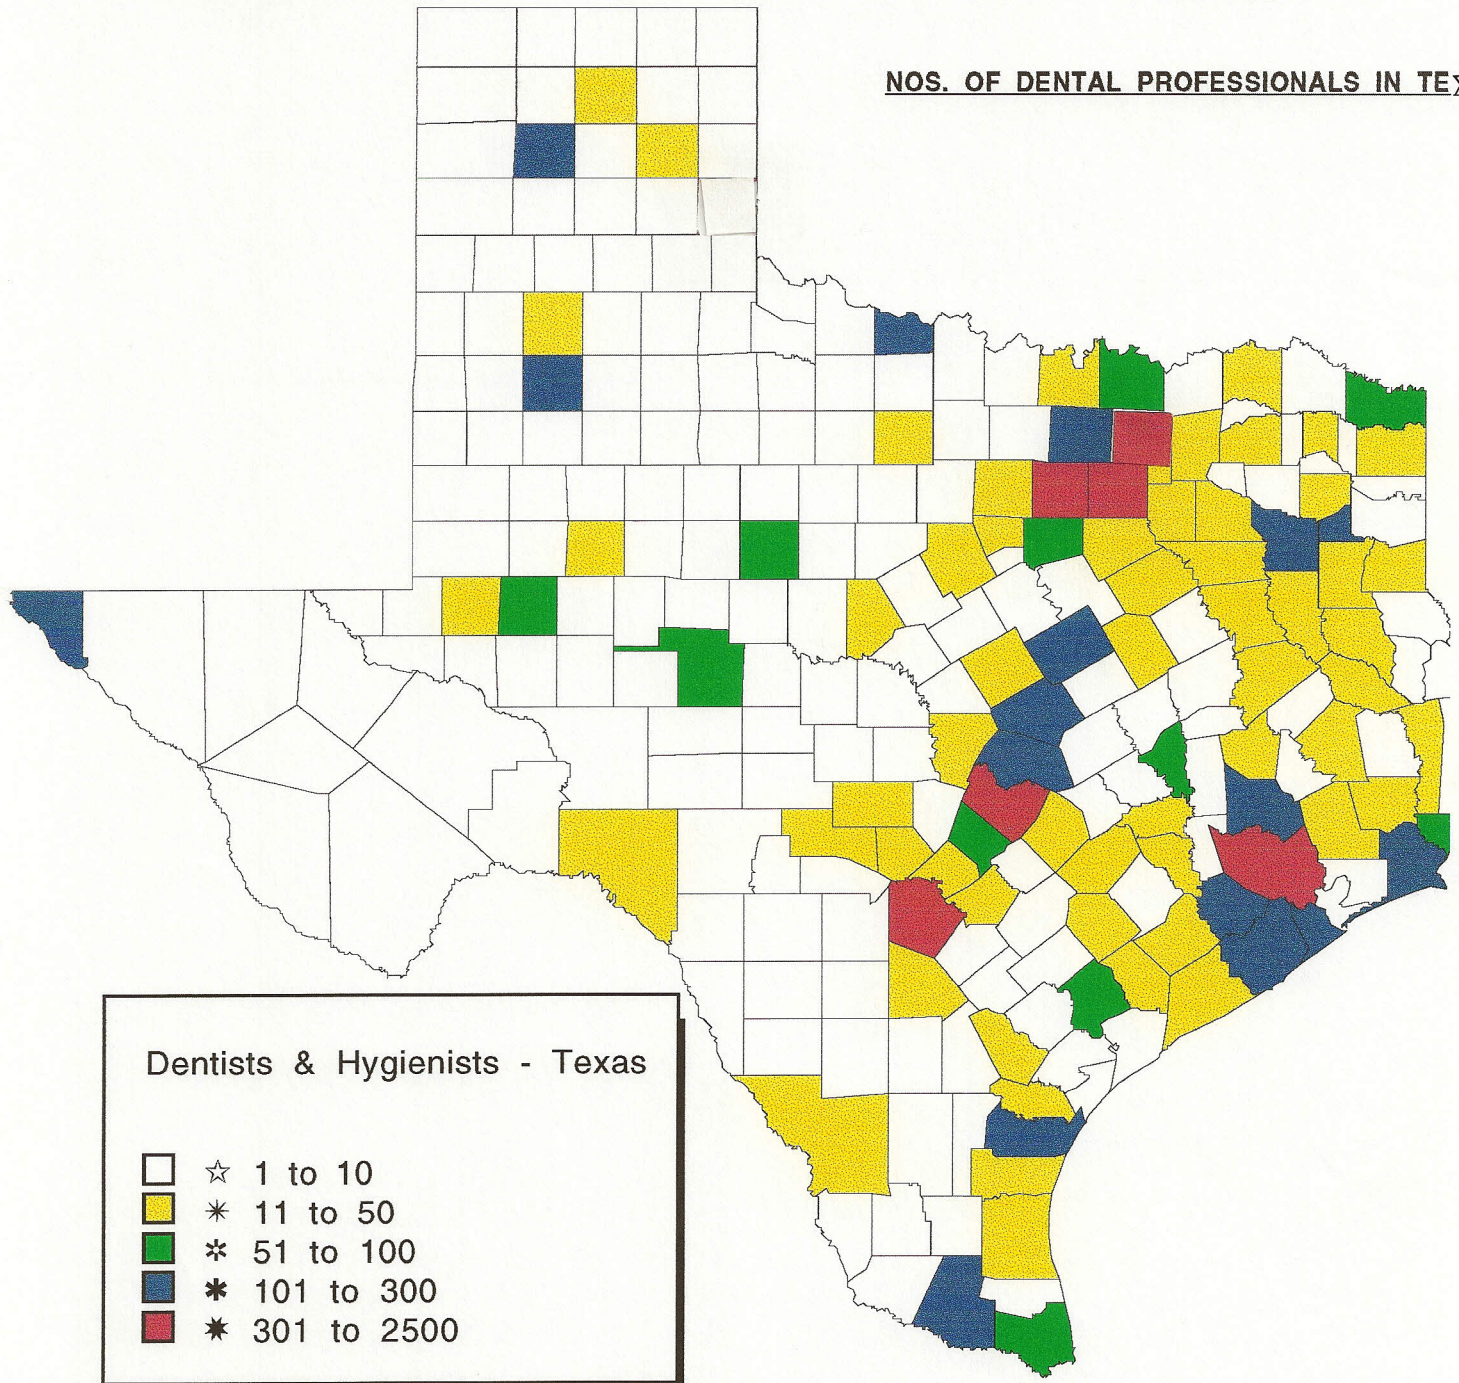 NOS. OF DENTAL PROFESSIONALS IN TEX
Dentists & Hygienists - Texas
☆ 1 to 10
✳ 11 to 50
✲ 51 to 100
✱ 101 to 300
✷ 301 to 2500